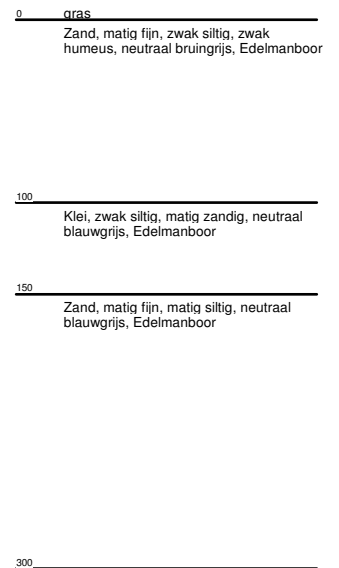 0 gras
Zand, matig fijn, zwak siltig, zwak
humeus, neutraal bruingrijs, Edelmanboor
100
Klei, zwak siltig, matig zandig, neutraal
blauwgrijs, Edelmanboor
150
Zand, matig fijn, matig siltig, neutraal
blauwgrijs, Edelmanboor
300